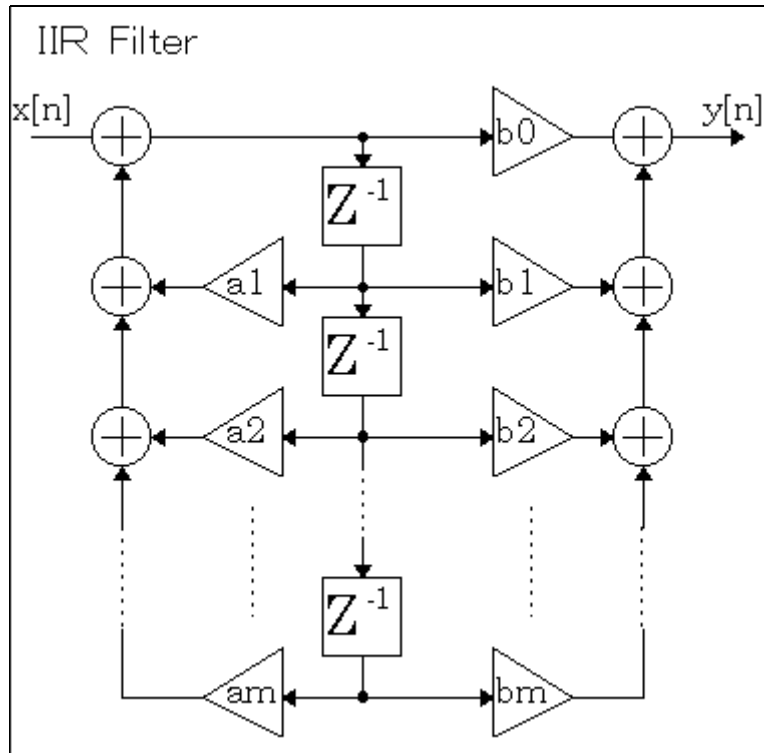 IIR Filter
x[n]
b0
y[n]
Z-1
a1
b1
Z-1
a2
b2
Z-1
am
bm